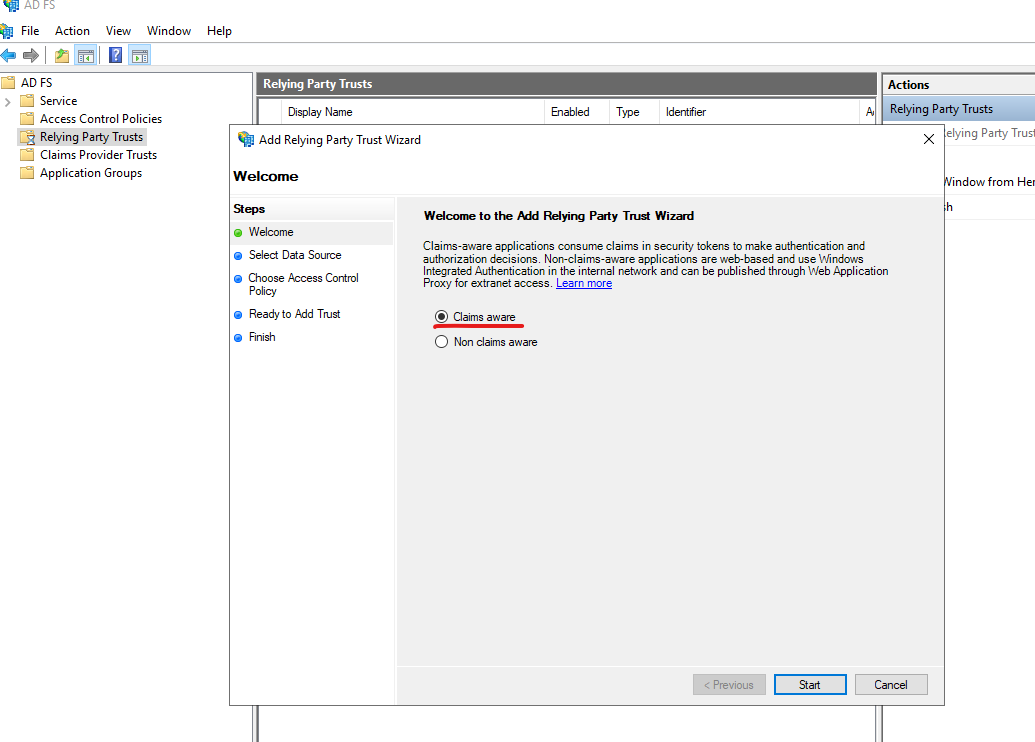 AD FS
File Action View Window Help
AD FS
Service
Access Control Policies
Relying Party Trusts
Claims Provider Trusts
Application Groups
Relying Party Trusts
Display Name Enabled Type Identifier
Actions
Relying Party Trusts
elying Party Trust
Window from Her
sh
Add Relying Party Trust Wizard
Welcome
Steps
Welcome
Select Data Source
Choose Access Control
Policy
Ready to Add Trust
Finish
Welcome to the Add Relying Party Trust Wizard
Claims-aware applications consume claims in security tokens to make authentication and
authorization decisions. Non-claims-aware applications are web-based and use Windows
Integrated Authentication in the internal network and can be published through Web Application
Proxy for extranet access. Learn more
Claims aware
Non claims aware
< Previous Start Cancel